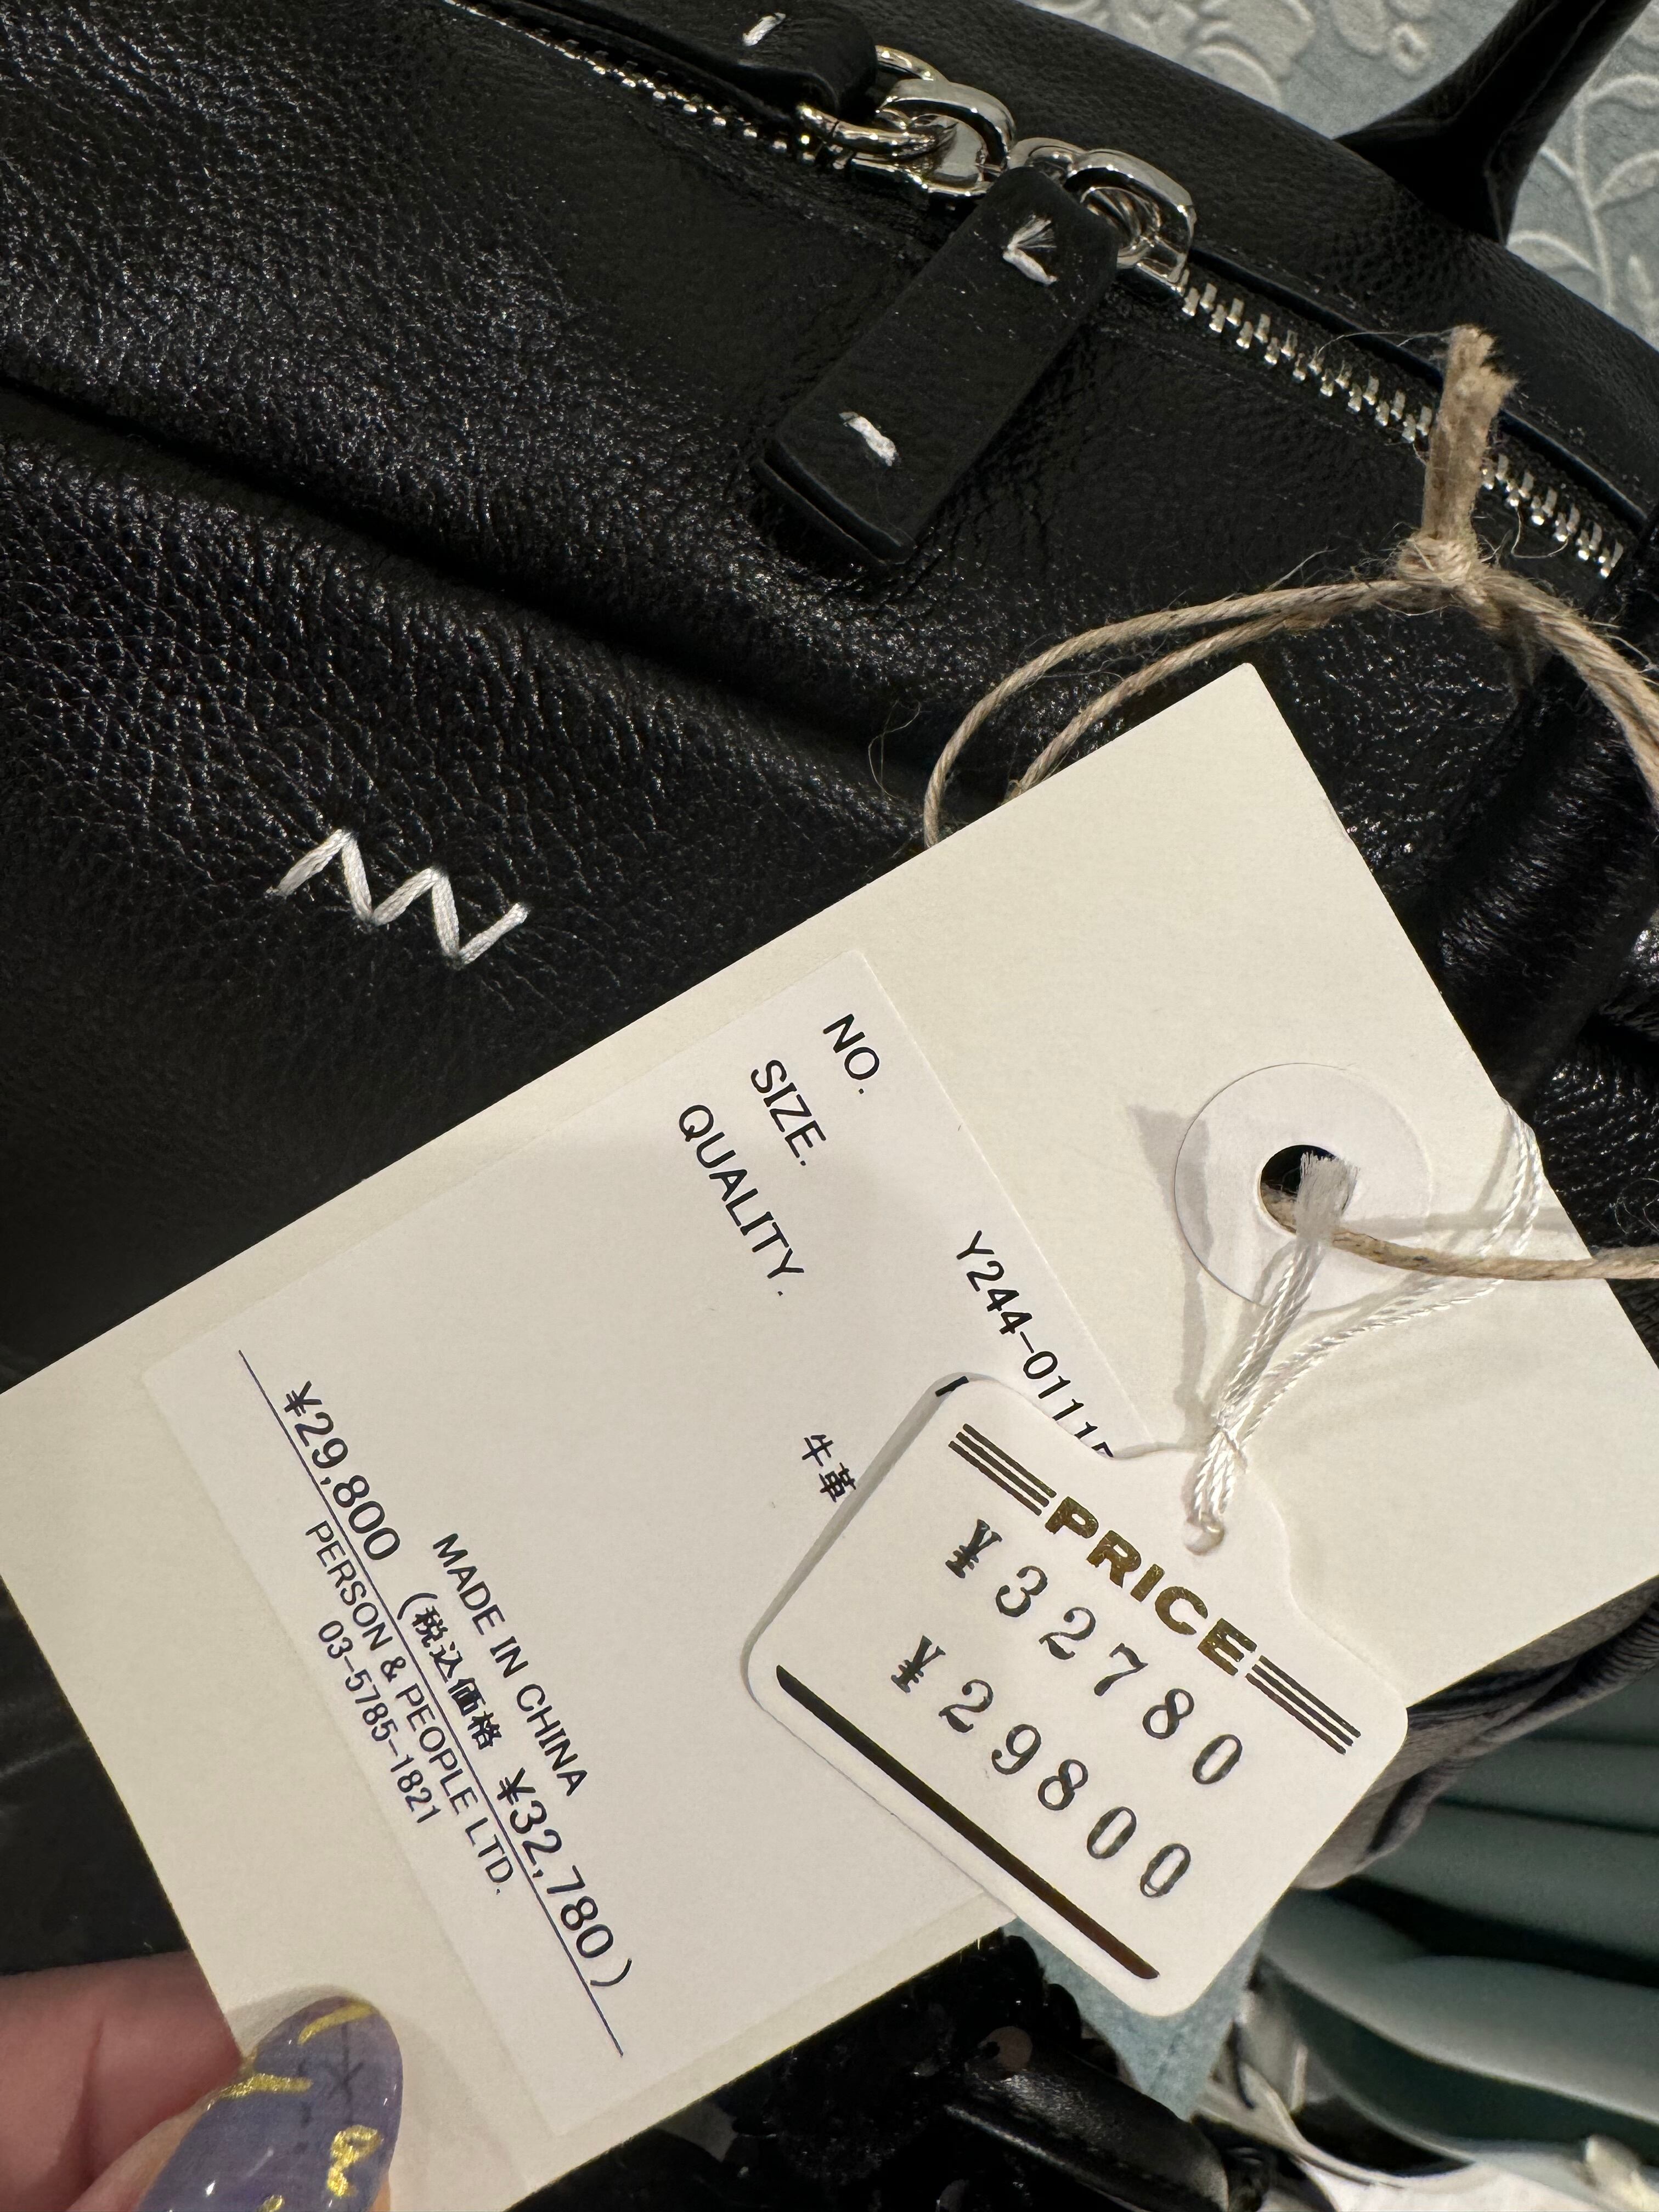 NO.
Y244-0111
SIZE.
QUALITY.
牛革
MADE IN CHINA
¥29,800 (税込価格 ¥32,780)
PERSON & PEOPLE LTD.
03-5785-1821
PRICE
¥32780
¥29800